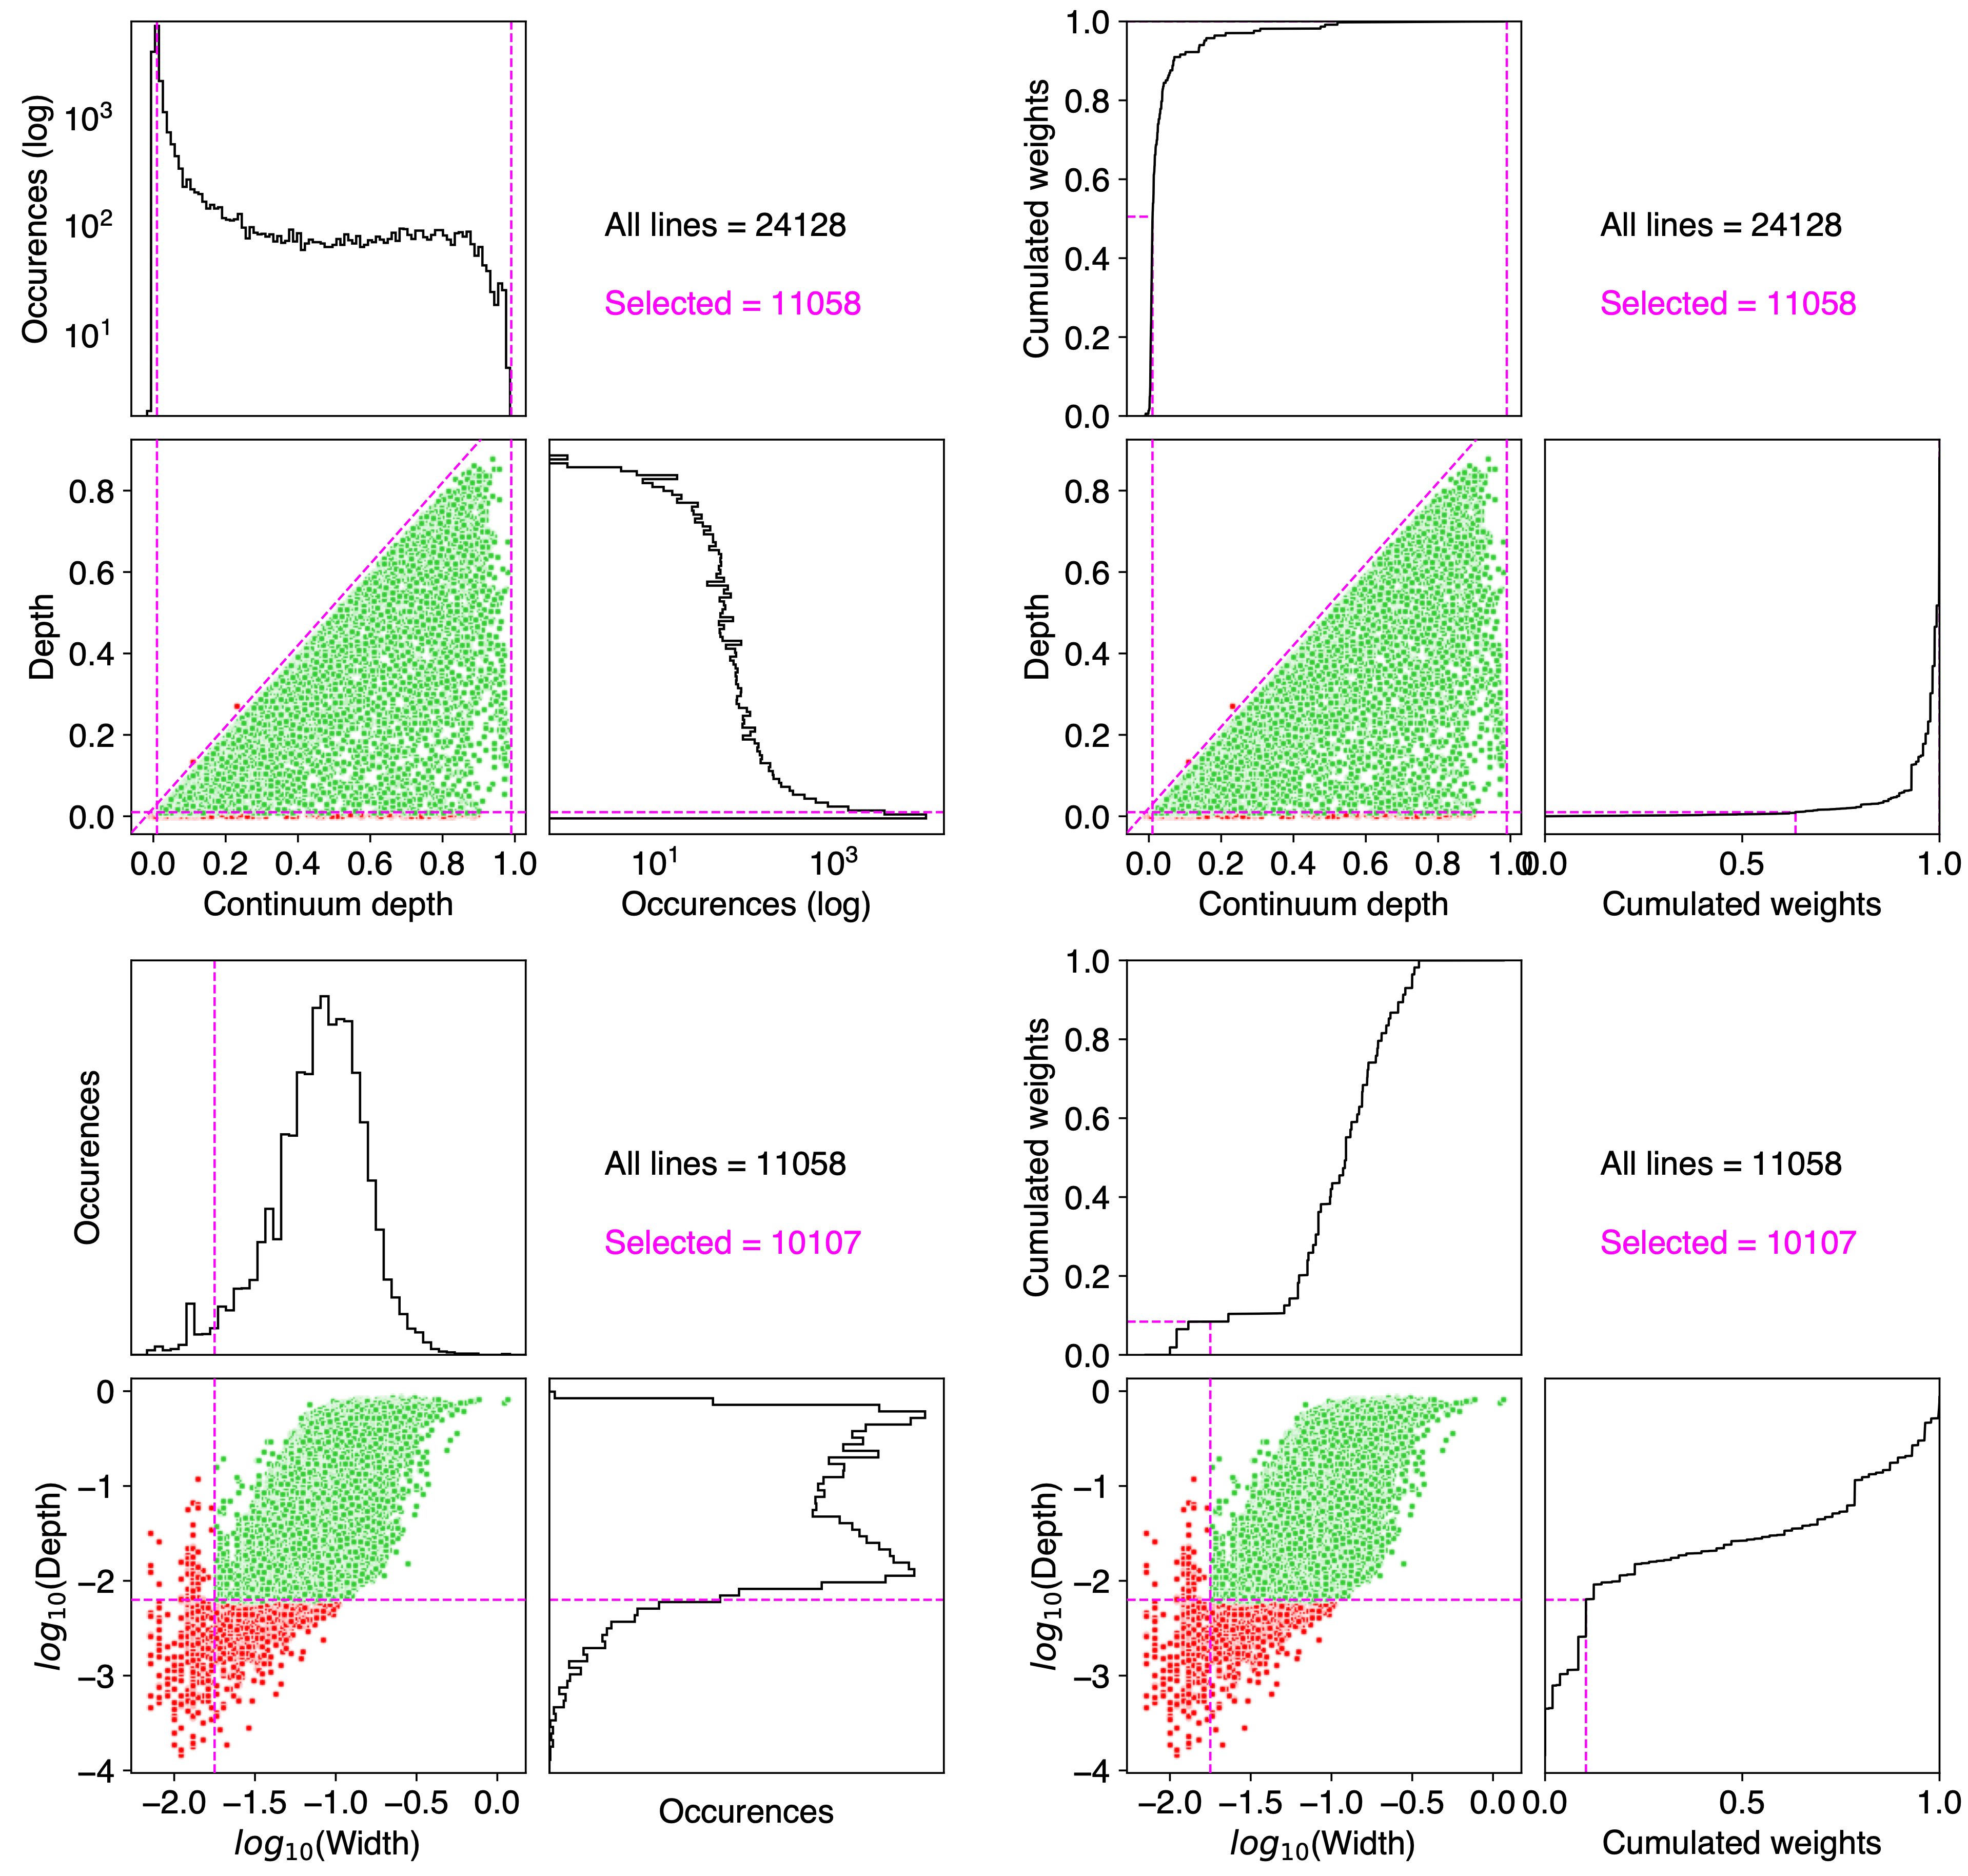 Occurences (log)
10³
10²
10¹
All lines = 24128
Selected = 11058
Depth
0.8
0.6
0.4
0.2
0.0
0.0 0.2 0.4 0.6 0.8 1.0
Continuum depth
10¹ 10³
Occurences (log)
Cumulated weights
1.0
0.8
0.6
0.4
0.2
0.0
All lines = 24128
Selected = 11058
Depth
0.8
0.6
0.4
0.2
0.0
0.0 0.2 0.4 0.6 0.8 1.0
Continuum depth
0.0 0.5 1.0
Cumulated weights
Occurences
All lines = 11058
Selected = 10107
log₁₀(Depth)
0
−1
−2
−3
−4
−2.0 −1.5 −1.0 −0.5 0.0
log₁₀(Width)
Occurences
Cumulated weights
1.0
0.8
0.6
0.4
0.2
0.0
All lines = 11058
Selected = 10107
log₁₀(Depth)
0
−1
−2
−3
−4
−2.0 −1.5 −1.0 −0.5 0.0
log₁₀(Width)
0.0 0.5 1.0
Cumulated weights